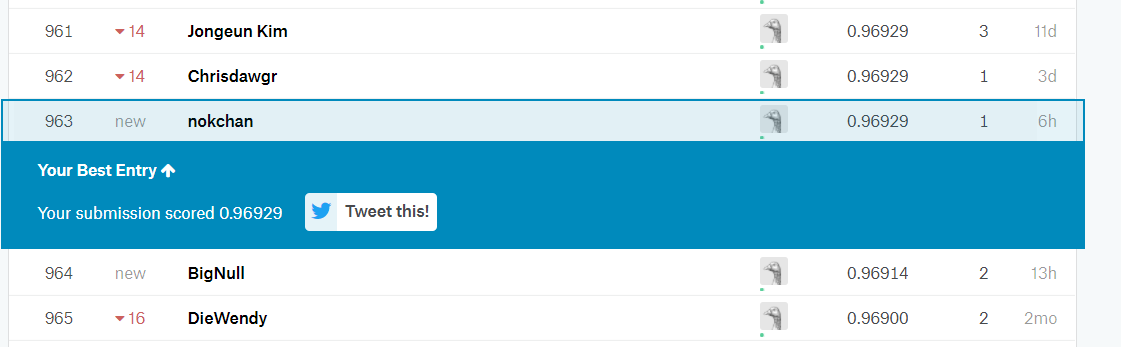 961 14 Jongeun Kim 0.96929 3 11d
962 14 Chrisdawgr 0.96929 1 3d
963 new nokchan 0.96929 1 6h
Your Best Entry
Your submission scored 0.96929 Tweet this!
964 new BigNull 0.96914 2 13h
965 16 DieWendy 0.96900 2 2mo